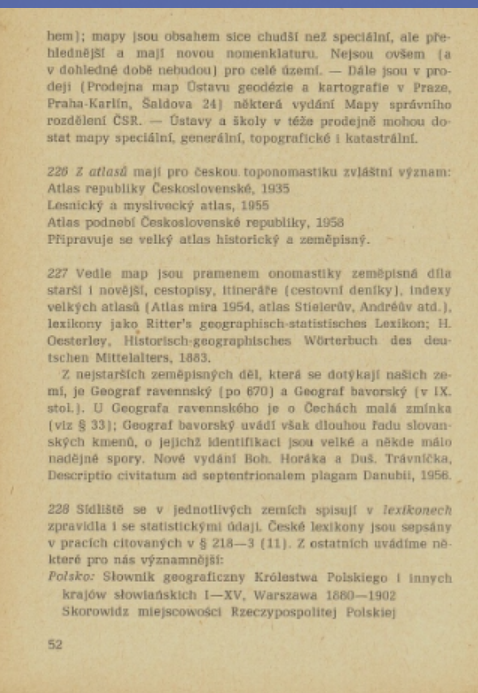 hem); mapy jsou obsahem sice chudší než speciální, ale pře-
hlednější a mají novou nomenklaturu. Nejsou ovšem (a
v dohledné době nebudou) pro celé území. — Dále jsou v pro-
deji (Prodejna map Ústavu geodézie a kartografie v Praze,
Praha-Karlín, Šaldova 24) některá vydání Mapy správního
rozdělení ČSR. — Ústavy a školy v téže prodejně mohou do-
stat mapy speciální, generální, topografické i katastrální.
226 Z atlasů mají pro českou toponomastiku zvláštní význam:
Atlas republiky Československé, 1935
Lesnický a myslivecký atlas, 1955
Atlas podnebí Československé republiky, 1958
Připravuje se velký atlas historický a zeměpisný.
227 Vedle map jsou pramenem onomastiky zeměpisná díla
starší i novější, cestopisy, itineráře (cestovní deníky), indexy
velkých atlasů (Atlas mira 1954, atlas Stielerův, Andréův atd.),
lexikony jako Ritter's geographisch-statistisches Lexikon; H.
Oesterley, Historisch-geographisches Wörterbuch des deu-
tschen Mittelalters, 1883.
Z nejstarších zeměpisných děl, která se dotýkají našich ze-
mí, je Geograf ravennský (po 670) a Geograf bavorský (v IX.
stol.). U Geografa ravennského je o Čechách malá zmínka
(viz § 33); Geograf bavorský uvádí však dlouhou řadu slovan-
ských kmenů, o jejichž identifikaci jsou velké a někde málo
nadějné spory. Nové vydání Boh. Horáka a Duš. Trávníčka,
Descriptio civitatum ad septentrionalem plagam Danubii, 1956.
228 Sídliště se v jednotlivých zemích spisují v lexikonech
zpravidla i se statistickými údaji. České lexikony jsou sepsány
v pracích citovaných v § 218—3 (11). Z ostatních uvádíme ně-
které pro nás významnější:
Polsko: Słownik geograficzny Królestwa Polskiego i innych
krajów słowiańskich I—XV, Warszawa 1880—1902
Skorowidz miejscowości Rzeczypospolitej Polskiej
52